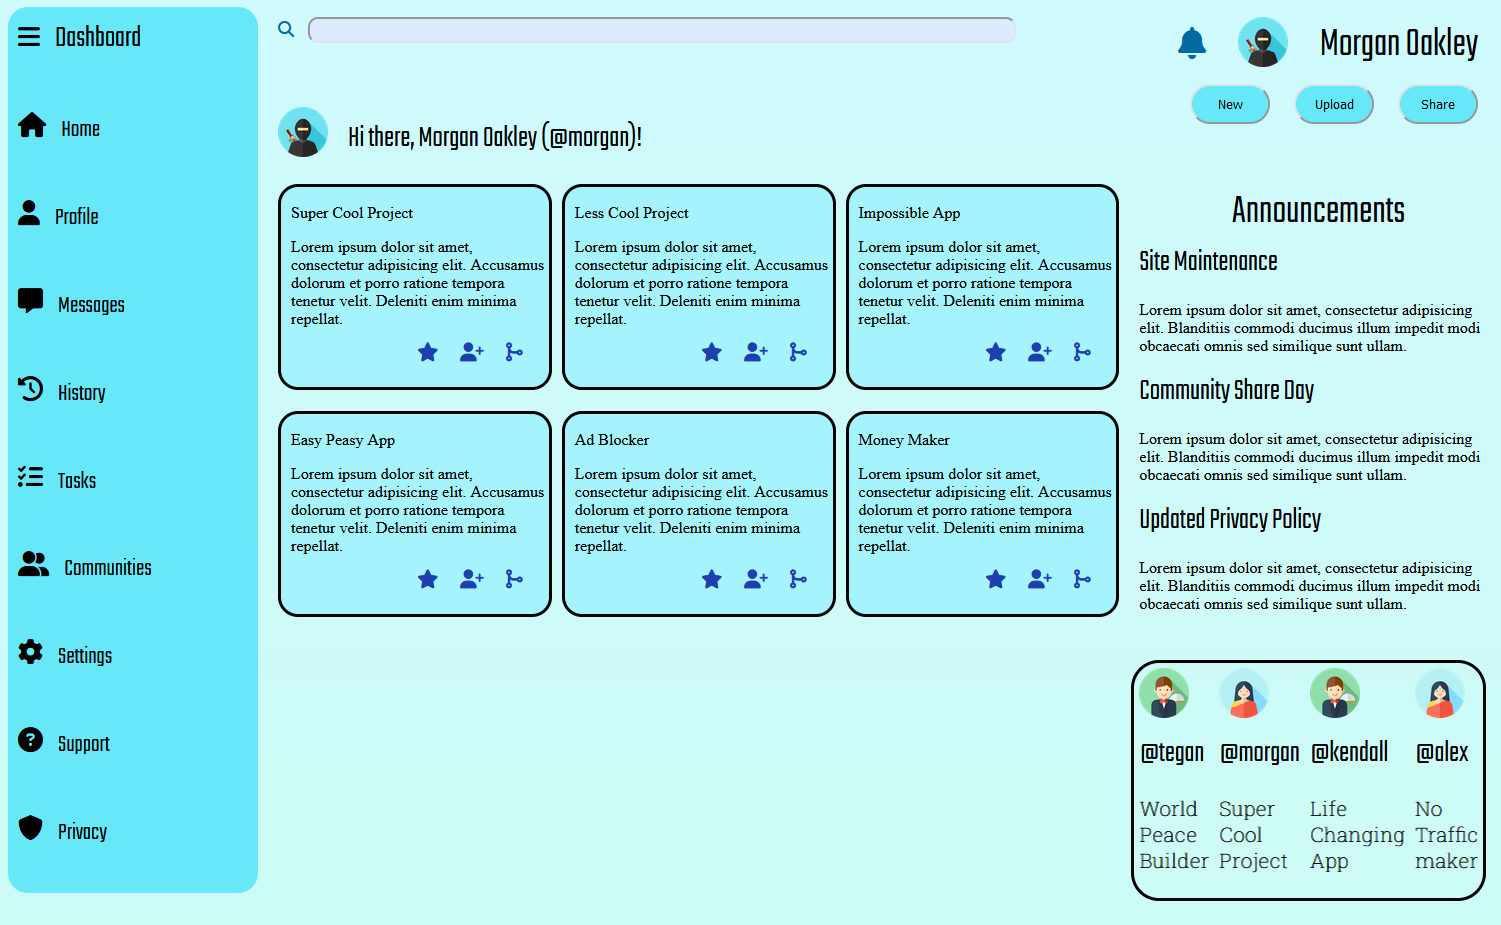 Dashboard
Home
Profile
Messages
History
Tasks
Communities
Settings
Support
Privacy
Morgan Oakley
New
Upload
Share
Hi there, Morgan Oakley (@morgan)!
Super Cool Project
Lorem ipsum dolor sit amet,
consectetur adipisicing elit. Accusamus
dolorum et porro ratione tempora
tenetur velit. Deleniti enim minima
repellat.
Less Cool Project
Lorem ipsum dolor sit amet,
consectetur adipisicing elit. Accusamus
dolorum et porro ratione tempora
tenetur velit. Deleniti enim minima
repellat.
Impossible App
Lorem ipsum dolor sit amet,
consectetur adipisicing elit. Accusamus
dolorum et porro ratione tempora
tenetur velit. Deleniti enim minima
repellat.
Easy Peasy App
Lorem ipsum dolor sit amet,
consectetur adipisicing elit. Accusamus
dolorum et porro ratione tempora
tenetur velit. Deleniti enim minima
repellat.
Ad Blocker
Lorem ipsum dolor sit amet,
consectetur adipisicing elit. Accusamus
dolorum et porro ratione tempora
tenetur velit. Deleniti enim minima
repellat.
Money Maker
Lorem ipsum dolor sit amet,
consectetur adipisicing elit. Accusamus
dolorum et porro ratione tempora
tenetur velit. Deleniti enim minima
repellat.
Announcements
Site Maintenance
Lorem ipsum dolor sit amet, consectetur adipisicing
elit. Blanditiis commodi ducimus illum impedit modi
obcaecati omnis sed similique sunt ullam.
Community Share Day
Lorem ipsum dolor sit amet, consectetur adipisicing
elit. Blanditiis commodi ducimus illum impedit modi
obcaecati omnis sed similique sunt ullam.
Updated Privacy Policy
Lorem ipsum dolor sit amet, consectetur adipisicing
elit. Blanditiis commodi ducimus illum impedit modi
obcaecati omnis sed similique sunt ullam.
@tegan
World
Peace
Builder
@morgan
Super
Cool
Project
@kendall
Life
Changing
App
@alex
No
Traffic
maker